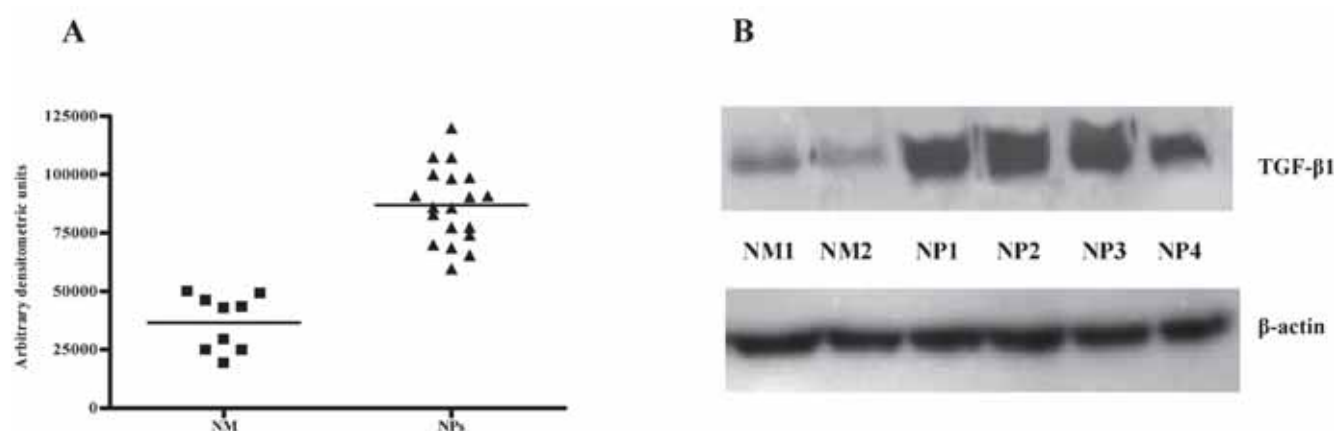 A
Arbitrary densitometric units
125000
100000
75000
50000
25000
0
NM
NPs
B
TGF-β1
NM1 NM2 NP1 NP2 NP3 NP4
β-actin